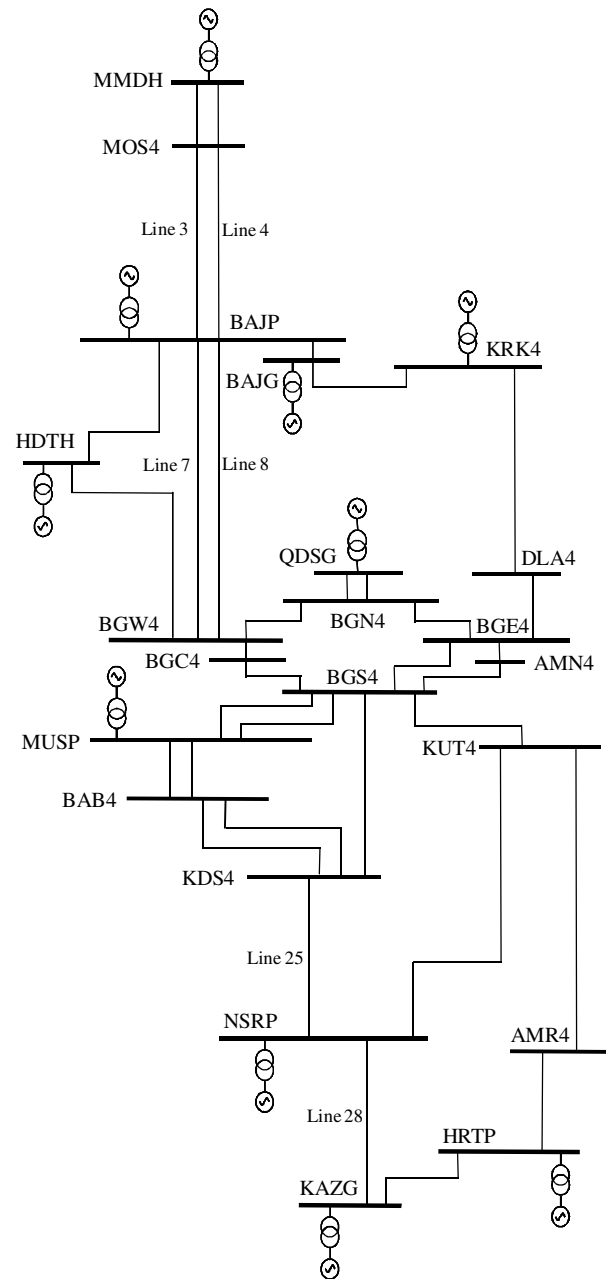 MMDH
MOS4
Line 3
Line 4
BAJP
KRK4
BAJG
HDTH
Line 7
Line 8
QDSG
DLA4
BGW4
BGN4
BGE4
BGC4
AMN4
BGS4
MUSP
KUT4
BAB4
KDS4
Line 25
NSRP
AMR4
Line 28
HRTP
KAZG